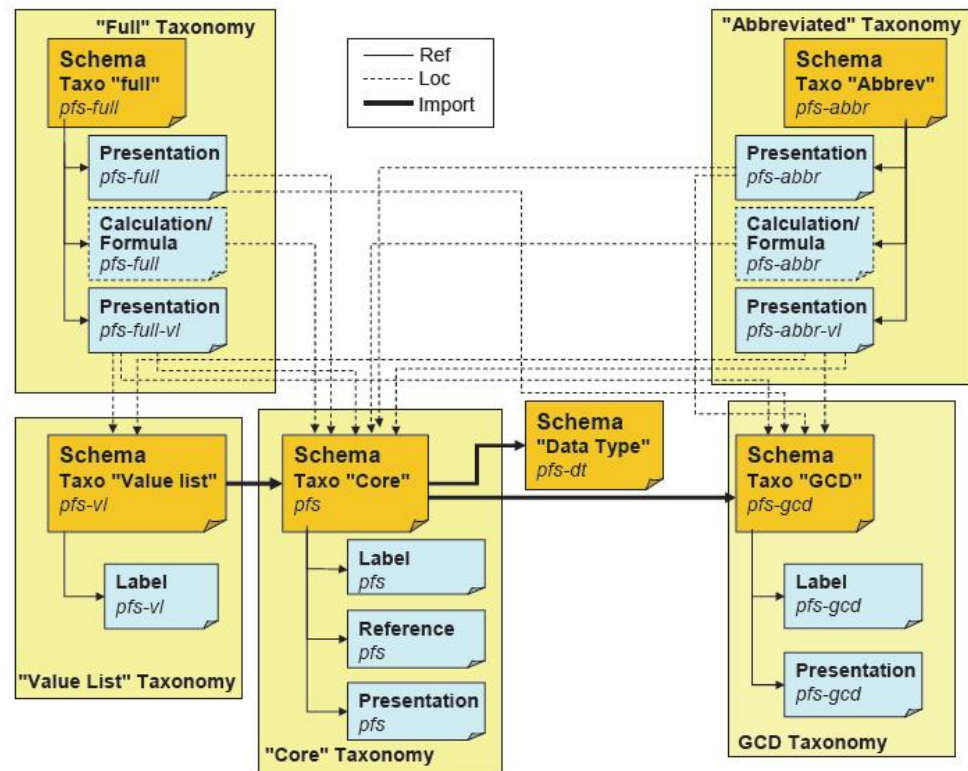 "Full" Taxonomy
Schema
Taxo "full"
pfs-full
Presentation
pfs-full
Calculation/
Formula
pfs-full
Presentation
pfs-full-vl
Ref
Loc
Import
"Abbreviated" Taxonomy
Schema
Taxo "Abbrev"
pfs-abbr
Presentation
pfs-abbr
Calculation/
Formula
pfs-abbr
Presentation
pfs-abbr-vl
Schema
Taxo "Value list"
pfs-vl
Label
pfs-vl
"Value List" Taxonomy
Schema
Taxo "Core"
pfs
Label
pfs
Reference
pfs
Presentation
pfs
"Core" Taxonomy
Schema
"Data Type"
pfs-dt
Schema
Taxo "GCD"
pfs-gcd
Label
pfs-gcd
Presentation
pfs-gcd
GCD Taxonomy